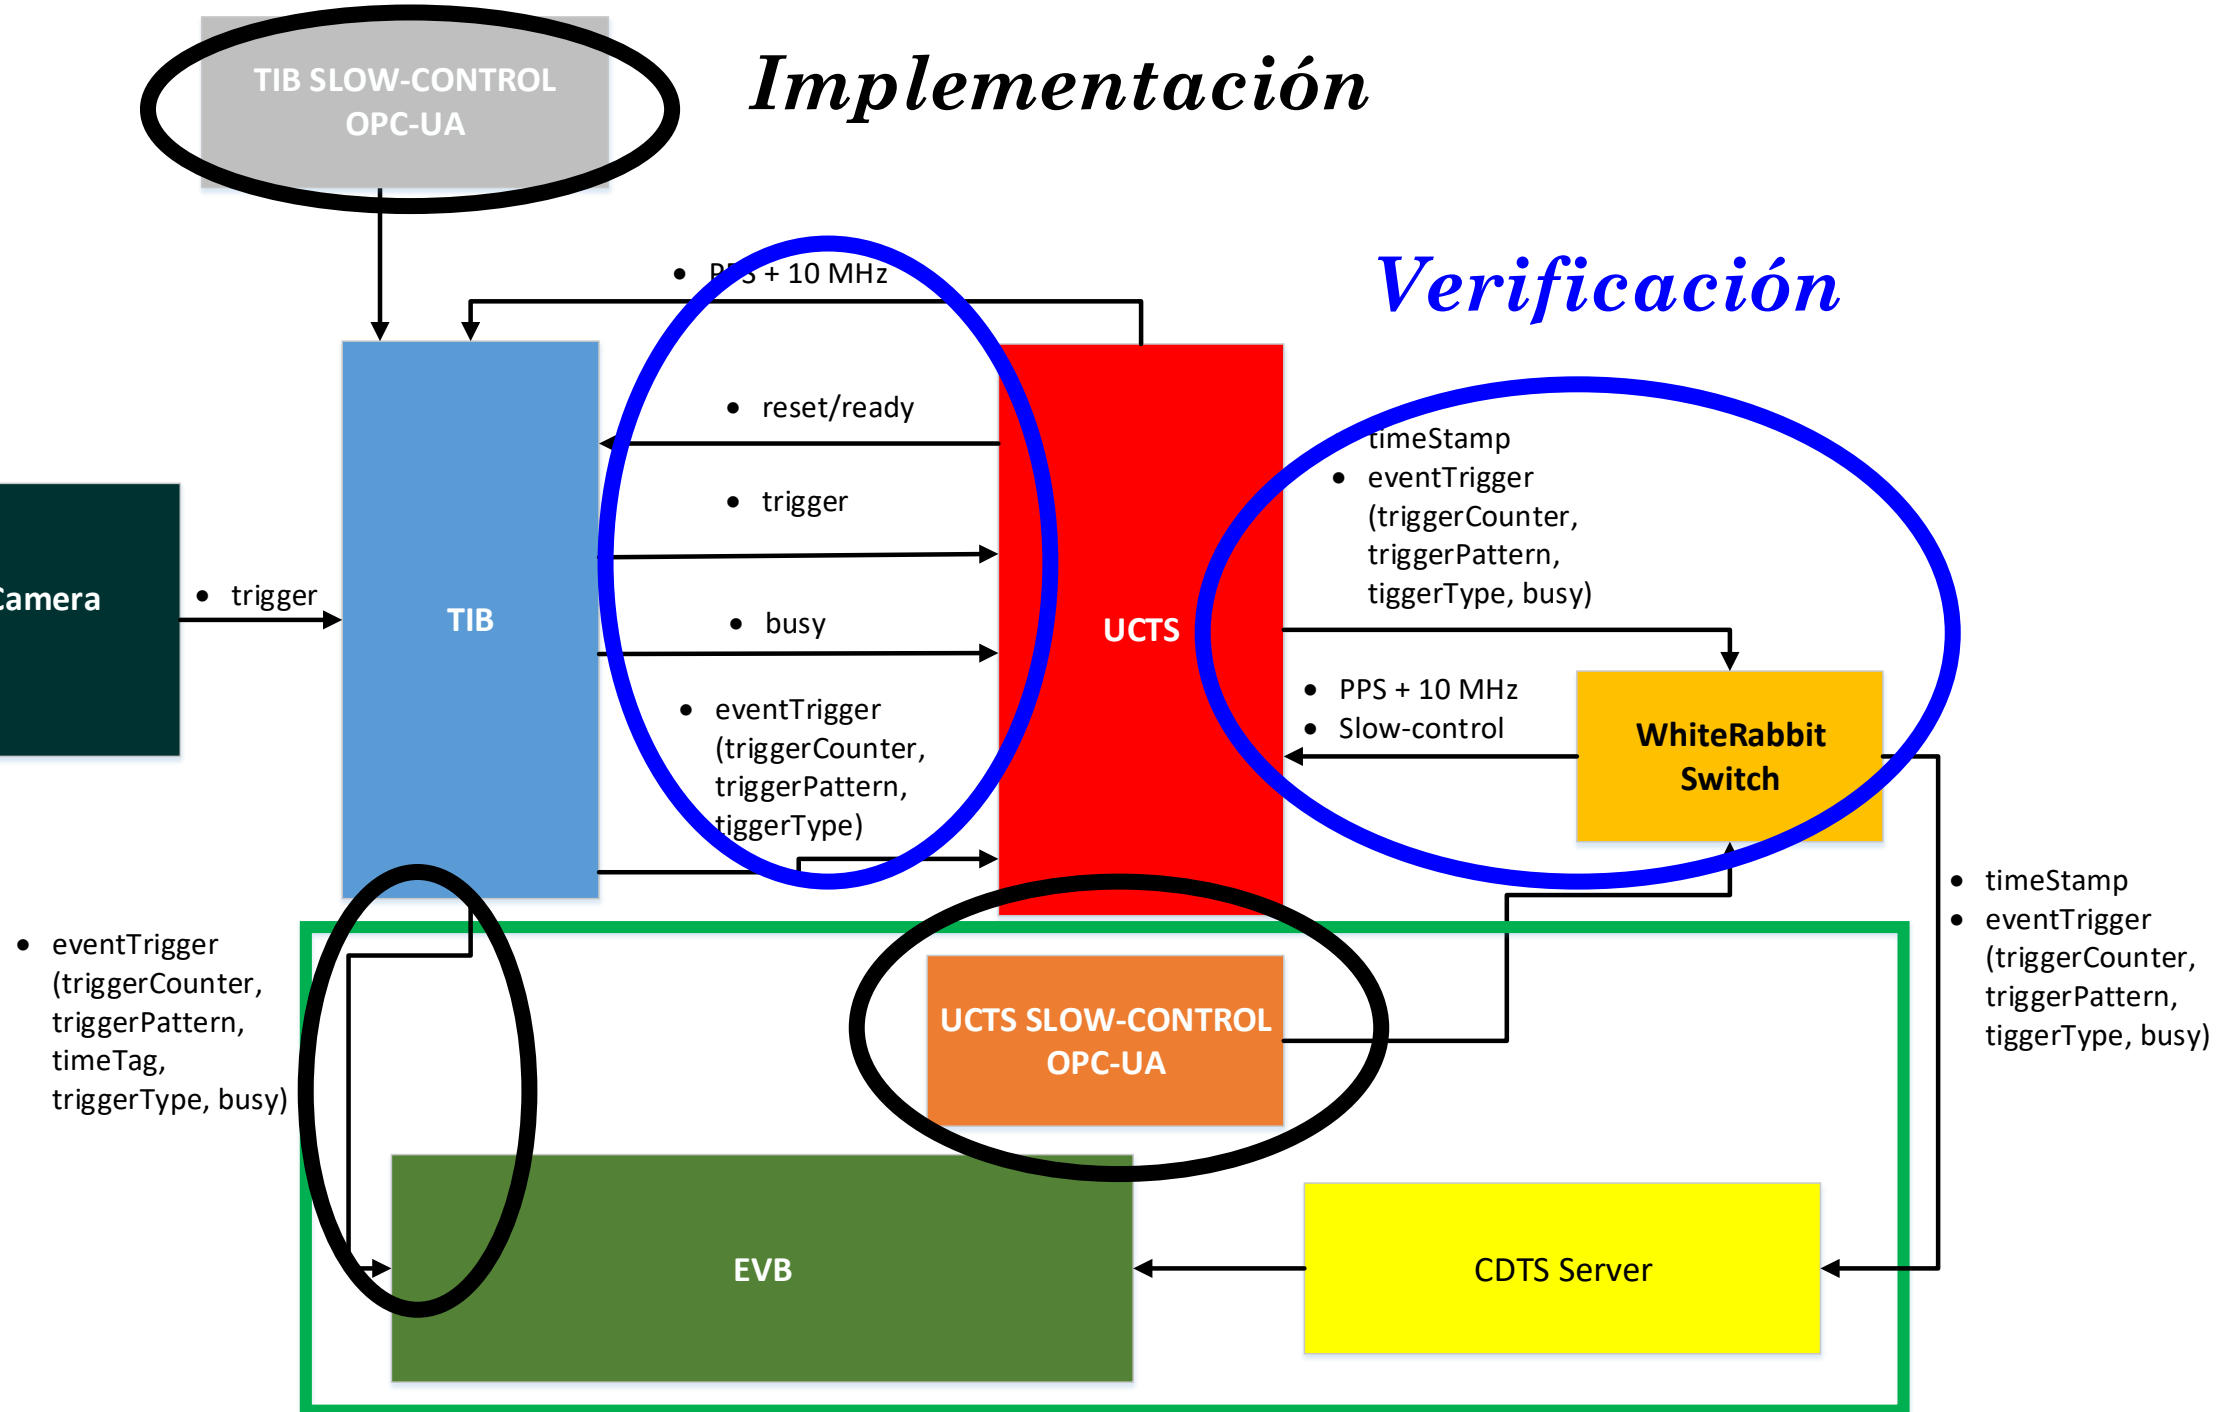 TIB SLOW-CONTROL
OPC-UA
Implementación
Verificación
• PPS + 10 MHz
• reset/ready
• trigger
• busy
• eventTrigger
(triggerCounter,
triggerPattern,
tiggerType)
Camera
• trigger
TIB
UCTS
timeStamp
• eventTrigger
(triggerCounter,
triggerPattern,
tiggerType, busy)
• PPS + 10 MHz
• Slow-control
WhiteRabbit
Switch
• timeStamp
• eventTrigger
(triggerCounter,
triggerPattern,
tiggerType, busy)
• eventTrigger
(triggerCounter,
triggerPattern,
timeTag,
triggerType, busy)
UCTS SLOW-CONTROL
OPC-UA
EVB
CDTS Server